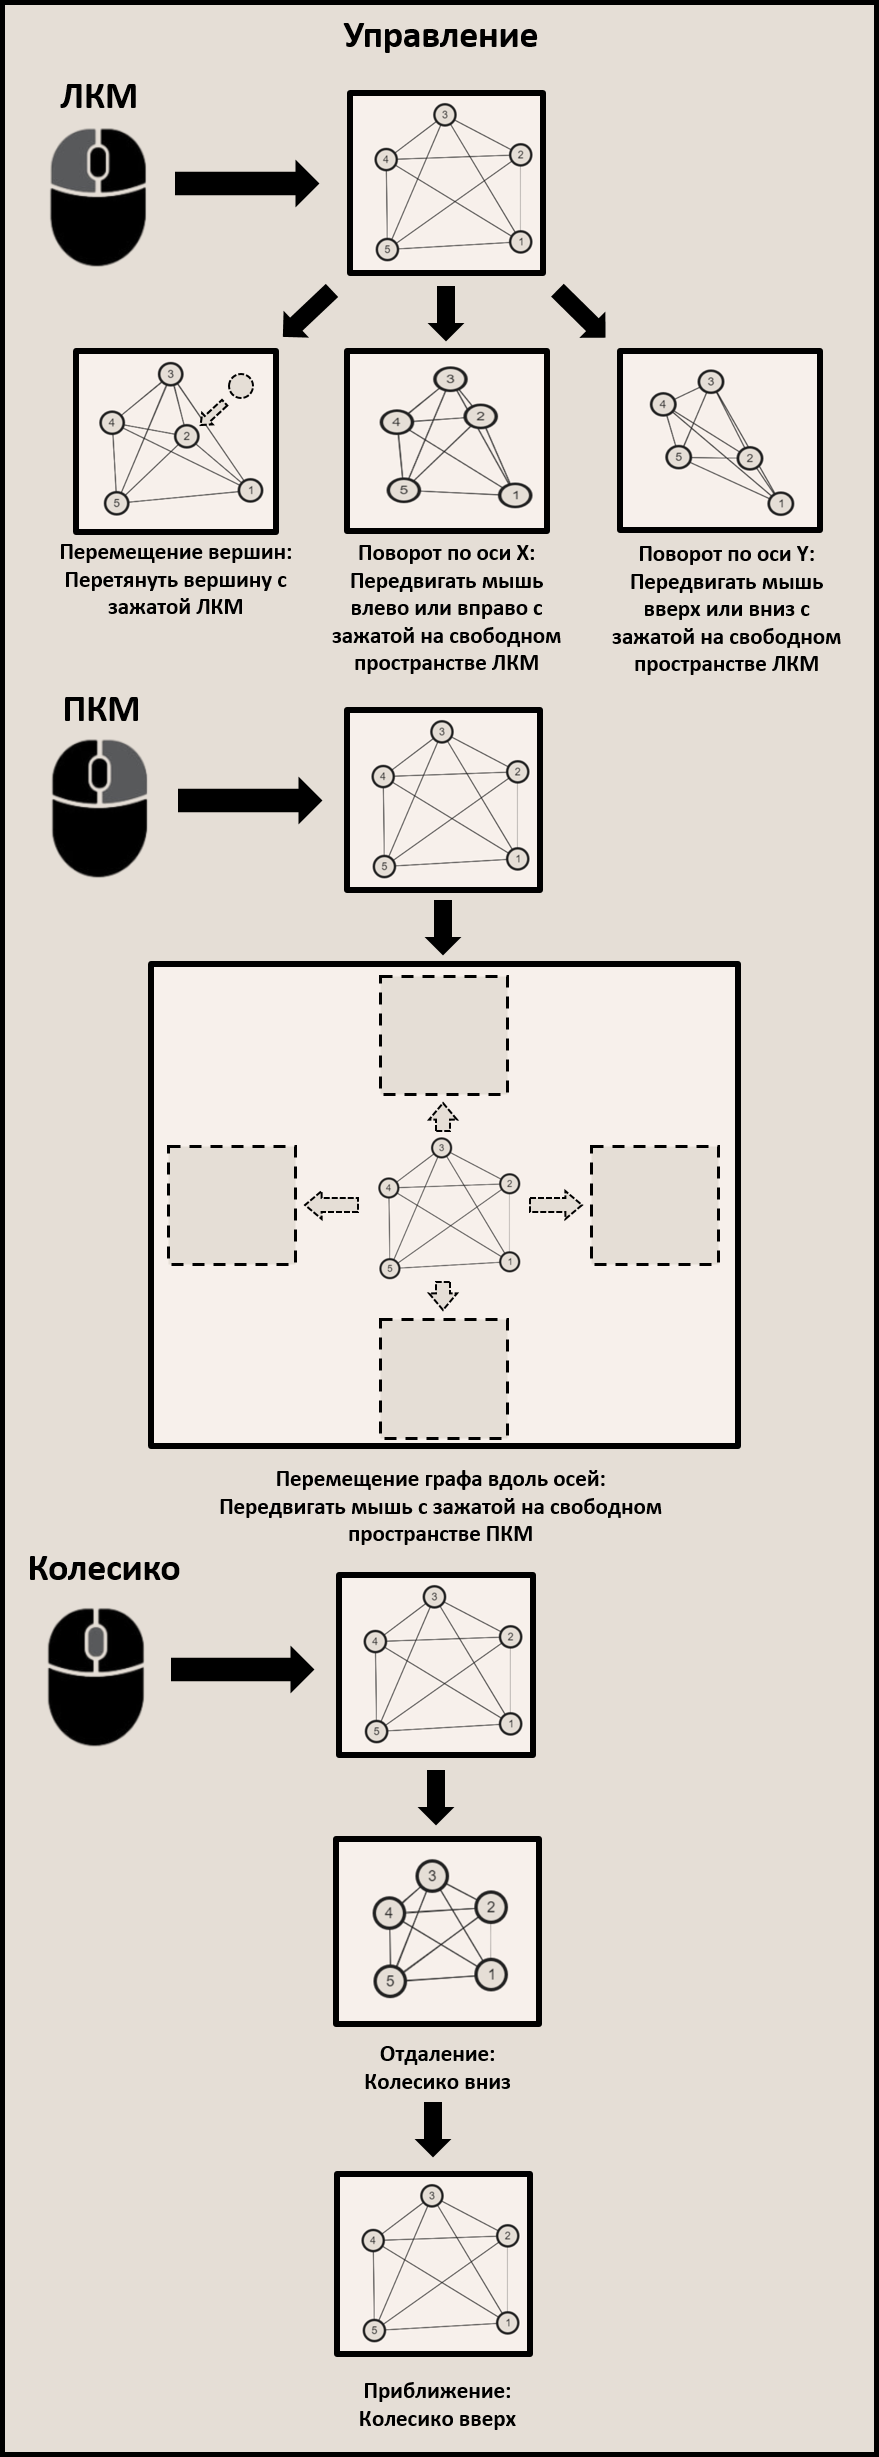 Управление
ЛКМ
3
4
2
5
1
3
4
2
5
1
3
4
2
5
1
3
4
5
2
1
Перемещение вершин:
Перетянуть вершину с
зажатой ЛКМ
Поворот по оси X:
Передвигать мышь
влево или вправо с
зажатой на свободном
пространстве ЛКМ
Поворот по оси Y:
Передвигать мышь
вверх или вниз с
зажатой на свободном
пространстве ЛКМ
ПКМ
3
4
2
5
1
3
4
2
5
1
Перемещение графа вдоль осей:
Передвигать мышь с зажатой на свободном
пространстве ПКМ
Колесико
3
4
2
5
1
3
4
2
5
1
Отдаление:
Колесико вниз
3
4
2
5
1
Приближение:
Колесико вверх